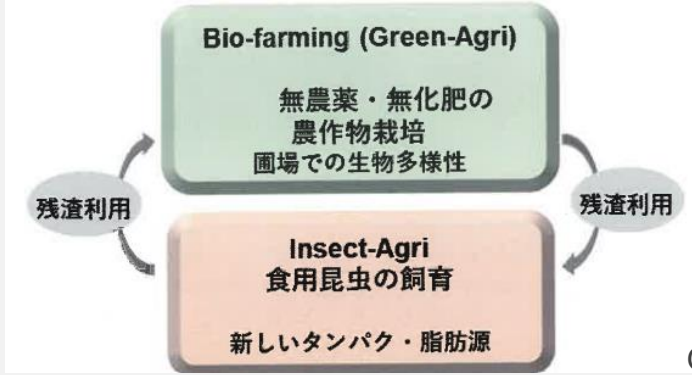 Bio-farming (Green-Agri)
無農薬・無化肥の
農作物栽培
圃場での生物多様性
残渣利用
残渣利用
Insect-Agri
食用昆虫の飼育
新しいタンパク・脂肪源